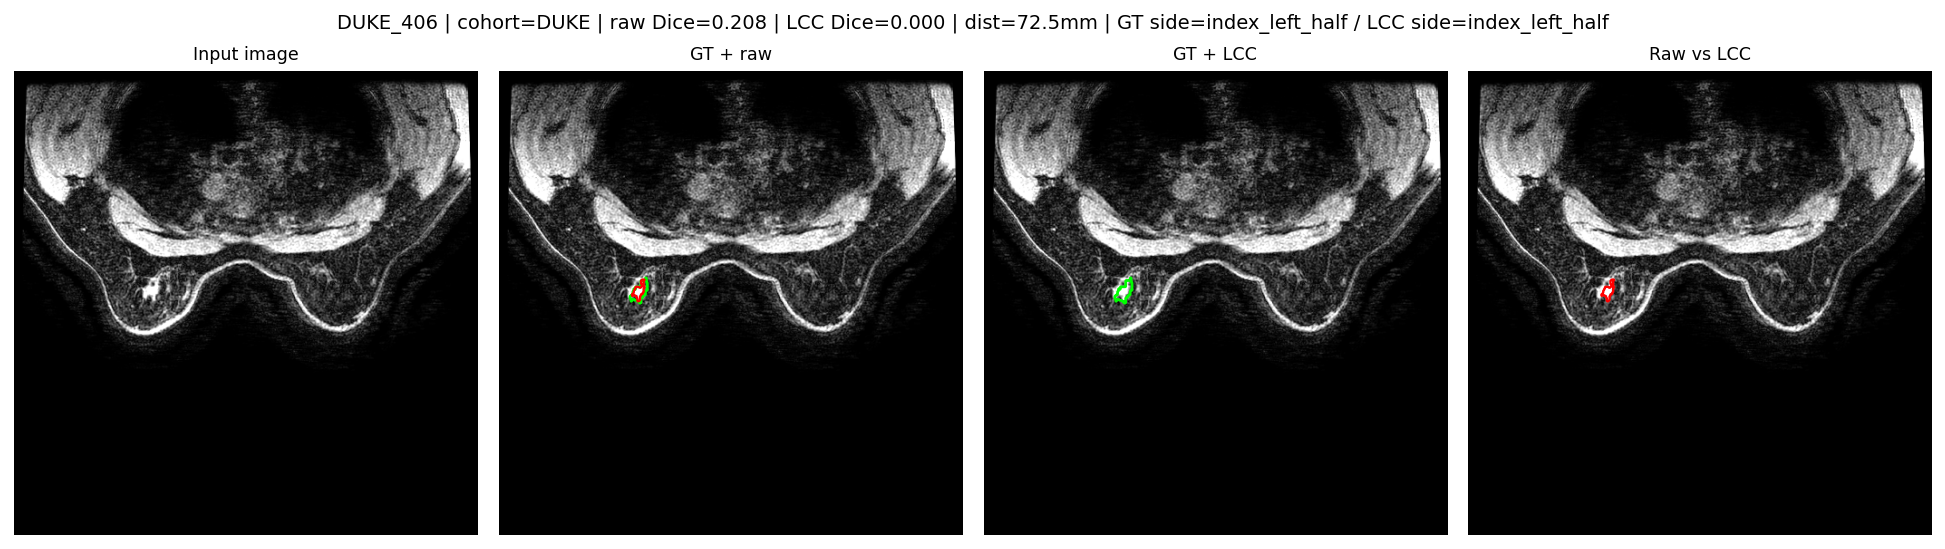 DUKE_406 | cohort=DUKE | raw Dice=0.208 | LCC Dice=0.000 | dist=72.5mm | GT side=index_left_half / LCC side=index_left_half
Input image
GT + raw
GT + LCC
Raw vs LCC